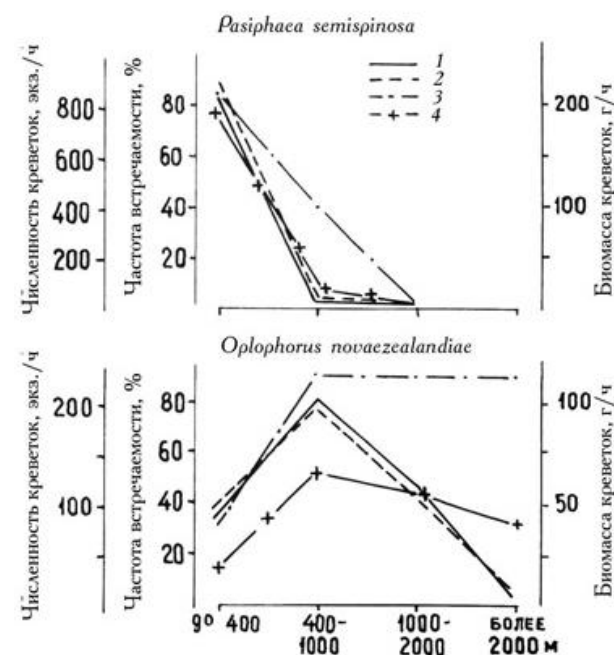 Pasiphaea semispinosa
1
2
3
4
Численность креветок, экз./ч
800
600
400
200
Частота встречаемости, %
80
60
40
20
200
100
Биомасса креветок, г/ч
Oplophorus novaezealandiae
Численность креветок, экз./ч
200
100
Частота встречаемости, %
80
60
40
20
100
50
Биомасса креветок, г/ч
9º 400
400-
1000
1000-
2000
БОЛЕЕ
2000 м